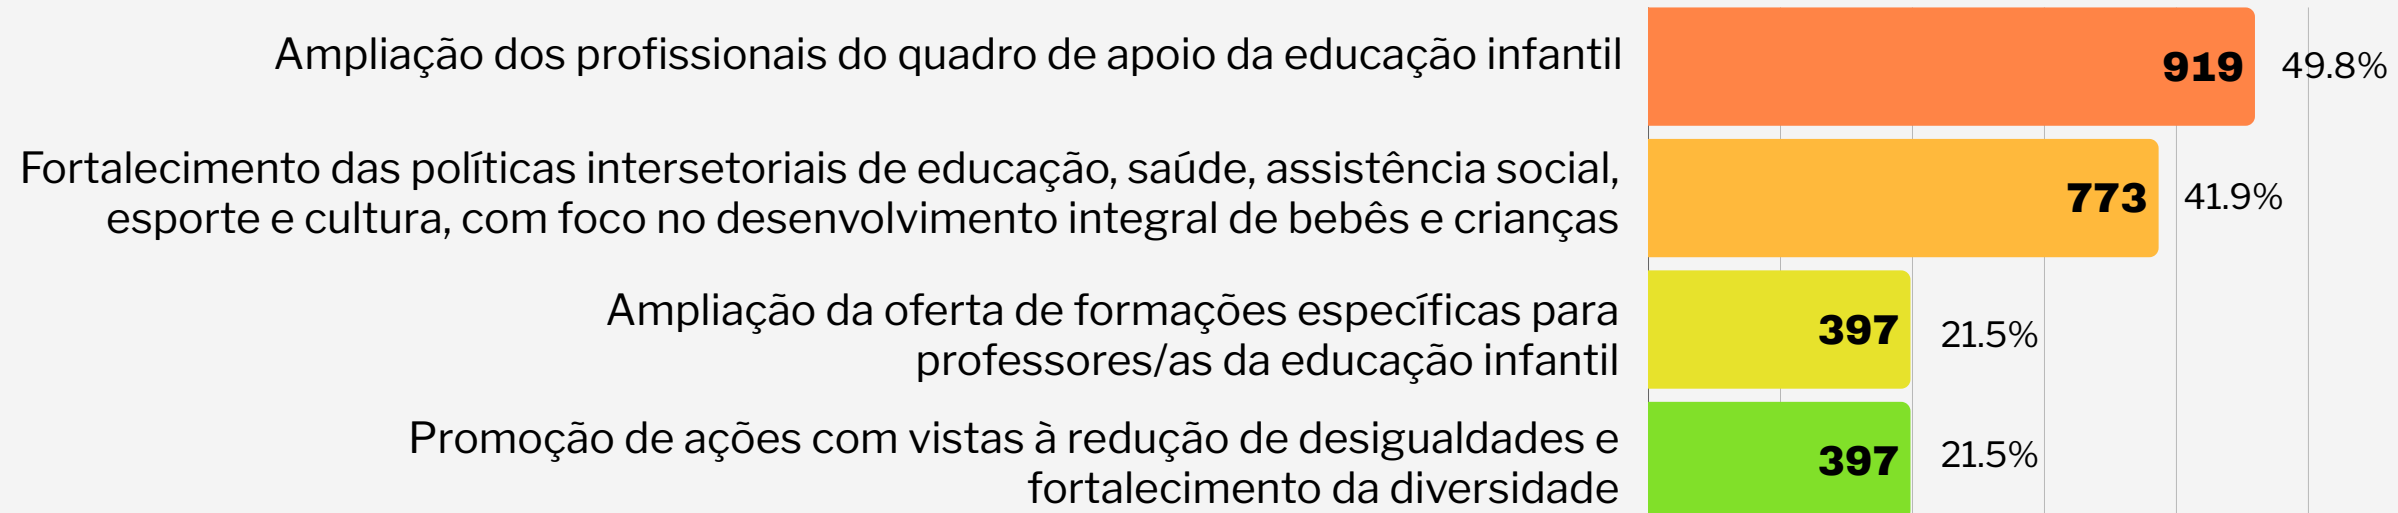 Ampliação dos profissionais do quadro de apoio da educação infantil
919 49.8%
Fortalecimento das políticas intersetoriais de educação, saúde, assistência social,
esporte e cultura, com foco no desenvolvimento integral de bebês e crianças
773 41.9%
Ampliação da oferta de formações específicas para
professores/as da educação infantil
397 21.5%
Promoção de ações com vistas à redução de desigualdades e
fortalecimento da diversidade
397 21.5%